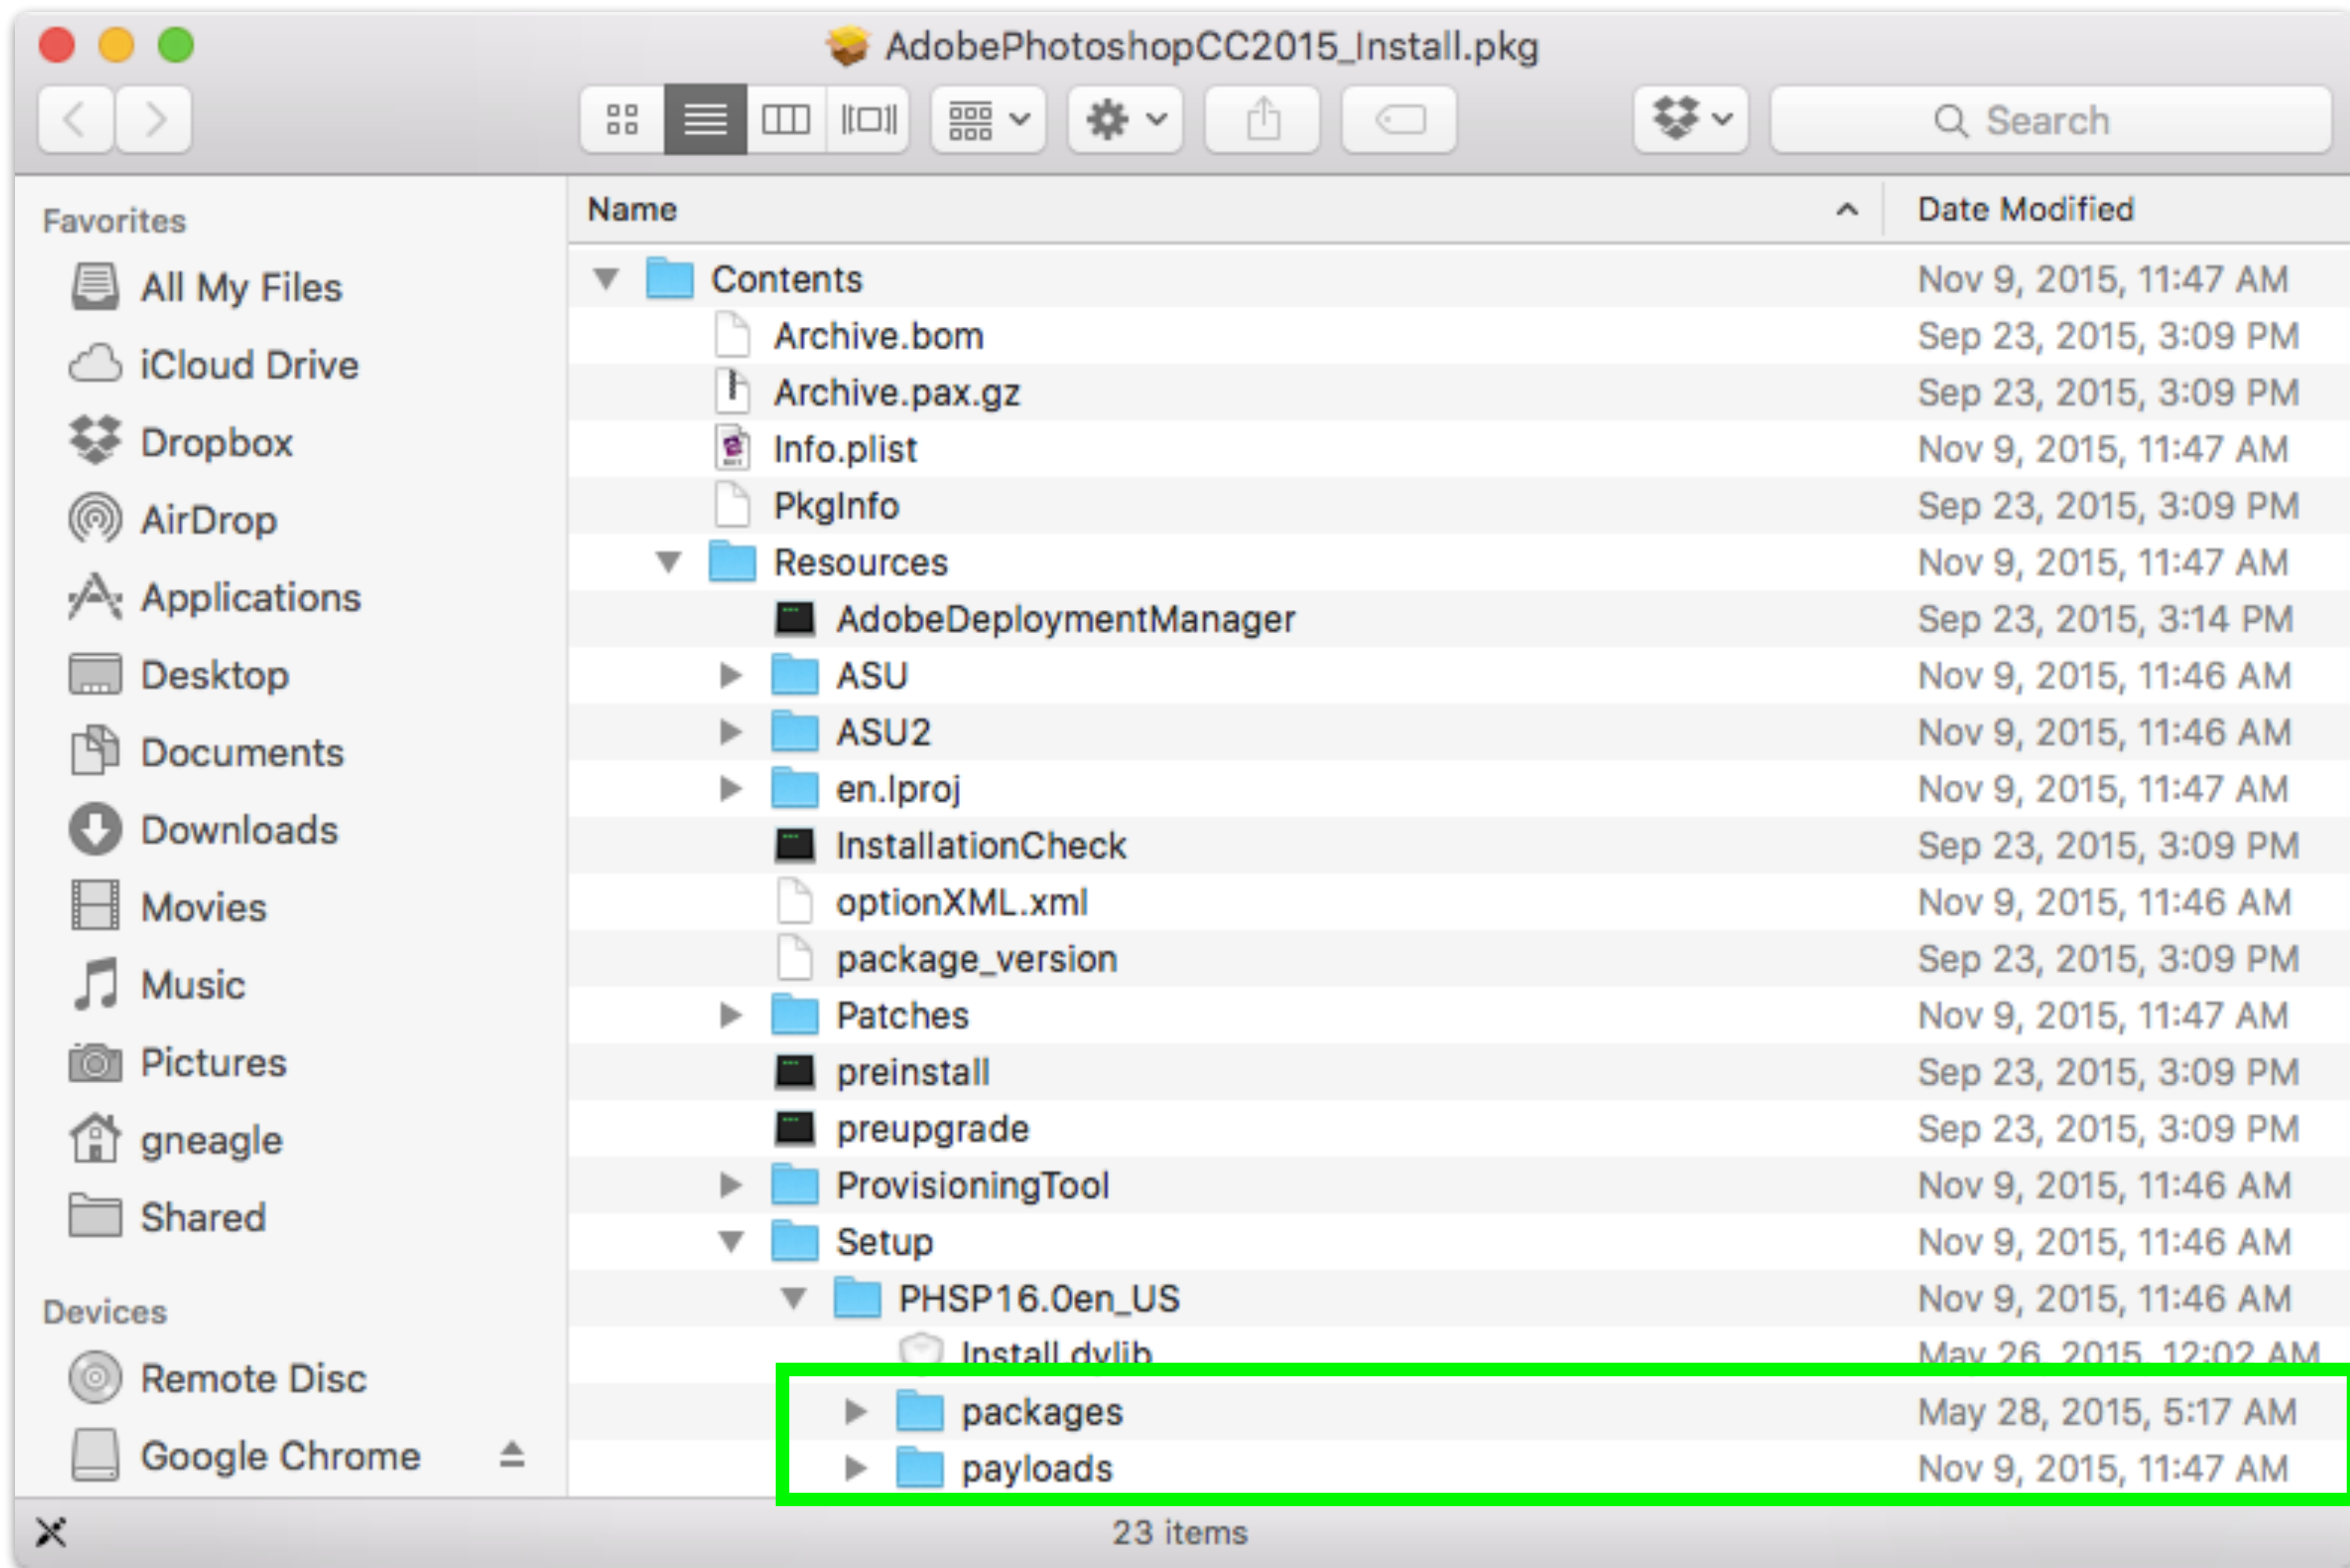 AdobePhotoshopCC2015_Install.pkg
Search
Favorites
All My Files
iCloud Drive
Dropbox
AirDrop
Applications
Desktop
Documents
Downloads
Movies
Music
Pictures
gneagle
Shared
Devices
Remote Disc
Google Chrome
Name Date Modified
Contents Nov 9, 2015, 11:47 AM
Archive.bom Sep 23, 2015, 3:09 PM
Archive.pax.gz Sep 23, 2015, 3:09 PM
Info.plist Nov 9, 2015, 11:47 AM
PkgInfo Sep 23, 2015, 3:09 PM
Resources Nov 9, 2015, 11:47 AM
AdobeDeploymentManager Sep 23, 2015, 3:14 PM
ASU Nov 9, 2015, 11:46 AM
ASU2 Nov 9, 2015, 11:46 AM
en.lproj Nov 9, 2015, 11:47 AM
InstallationCheck Sep 23, 2015, 3:09 PM
optionXML.xml Nov 9, 2015, 11:46 AM
package_version Sep 23, 2015, 3:09 PM
Patches Nov 9, 2015, 11:47 AM
preinstall Sep 23, 2015, 3:09 PM
preupgrade Sep 23, 2015, 3:09 PM
ProvisioningTool Nov 9, 2015, 11:46 AM
Setup Nov 9, 2015, 11:46 AM
PHSP16.0en_US Nov 9, 2015, 11:46 AM
Install.dylib May 26, 2015, 12:02 AM
packages May 28, 2015, 5:17 AM
payloads Nov 9, 2015, 11:47 AM
23 items